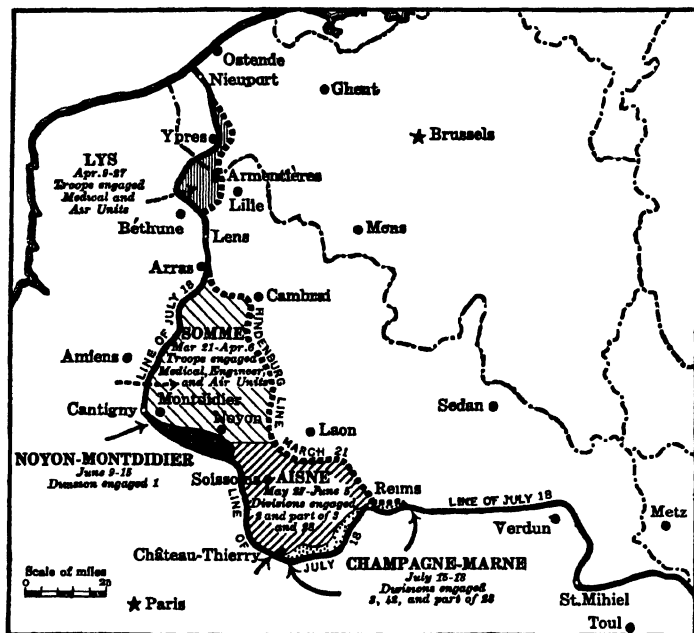 Ostende
Nieuport
Ghent
Ypres
Brussels
LYS
Apr. 9-27
Troops engaged
Medical and
Air Units
Armentières
Lille
Béthune
Lens
Mons
Arras
Cambrai
LINE OF JULY 18
HINDENBURG LINE
SOMME
Mar 21-Apr. 6
Troops engaged
Medical, Engineer,
and Air Units
Amiens
Cantigny
Montdidier
Noyon
Sedan
Laon
MARCH 21
NOYON-MONTDIDIER
June 9-15
Division engaged 1
Soissons
AISNE
May 27-June 5
Divisions engaged
2 and part of 3
and 28
Reims
LINE OF JULY 18
Metz
Verdun
LINE OF JULY 18
Château-Thierry
CHAMPAGNE-MARNE
July 15-18
Divisions engaged
3, 42, and part of 28
Scale of miles
0 20
Paris
St. Mihiel
Toul